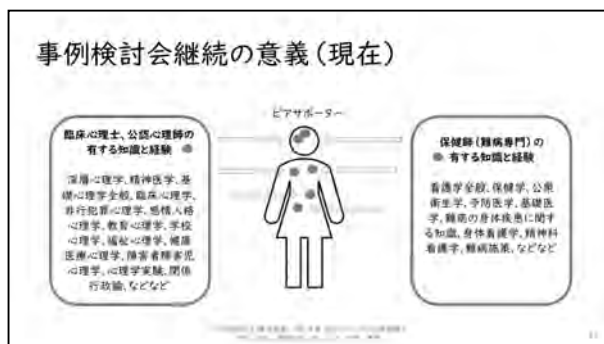 事例検討会継続の意義(現在)
ピアサポーター
臨床心理士、公認心理師の
有する知識と経験
深層心理学、精神医学、基
礎心理学全般、臨床心理学、
非行犯罪心理学、感情人格
心理学、教育心理学、学校
心理学、福祉心理学、健康
医療心理学、障害者障害児
心理学、心理学実験、関係
行政論、などなど
保健師(難病専門)の
有する知識と経験
看護学全般、保健学、公衆
衛生学、予防医学、基礎医
学、難病の身体疾患に関す
る知識、身体看護学、精神科
看護学、難病施策、などなど